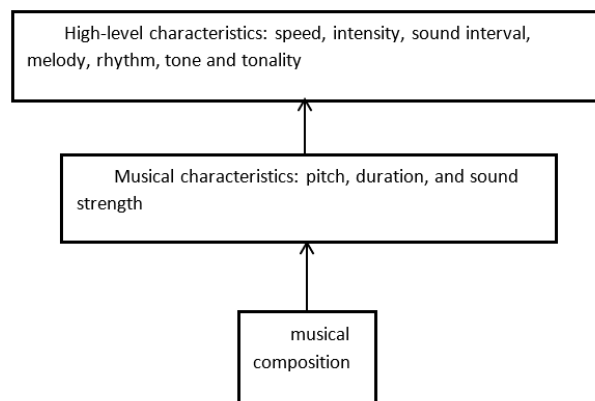 High-level characteristics: speed, intensity, sound interval,
melody, rhythm, tone and tonality
Musical characteristics: pitch, duration, and sound
strength
musical
composition